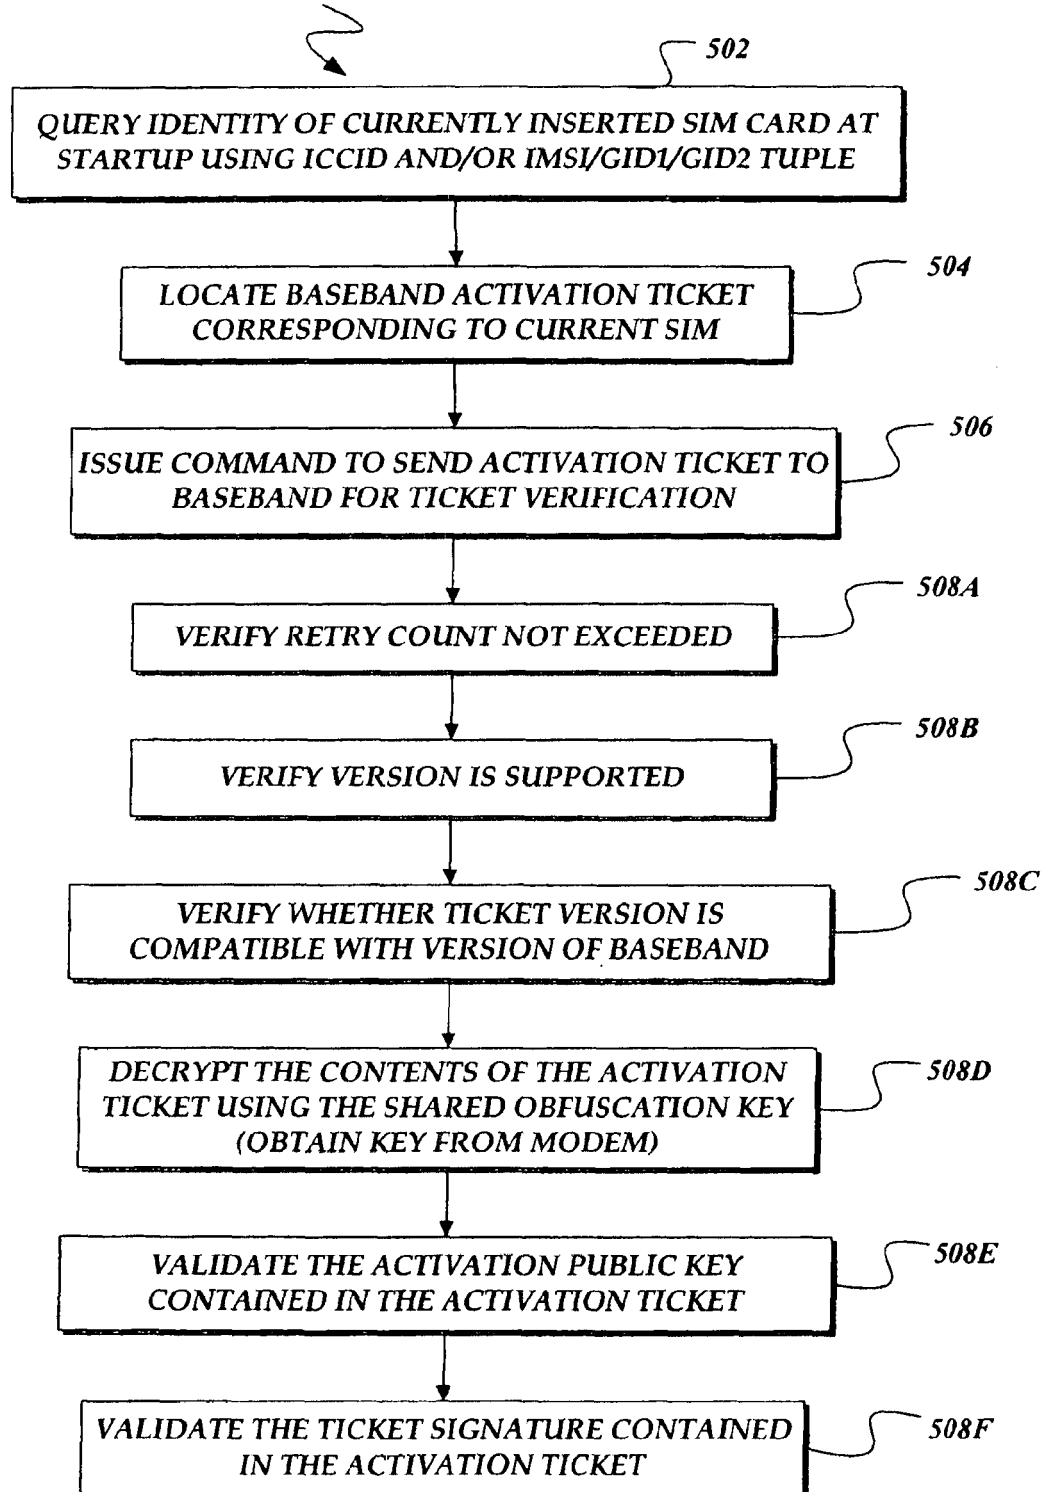 502
QUERY IDENTITY OF CURRENTLY INSERTED SIM CARD AT
STARTUP USING ICCID AND/OR IMSI/GID1/GID2 TUPLE
504
LOCATE BASEBAND ACTIVATION TICKET
CORRESPONDING TO CURRENT SIM
506
ISSUE COMMAND TO SEND ACTIVATION TICKET TO
BASEBAND FOR TICKET VERIFICATION
508A
VERIFY RETRY COUNT NOT EXCEEDED
508B
VERIFY VERSION IS SUPPORTED
508C
VERIFY WHETHER TICKET VERSION IS
COMPATIBLE WITH VERSION OF BASEBAND
508D
DECRYPT THE CONTENTS OF THE ACTIVATION
TICKET USING THE SHARED OBFUSCATION KEY
(OBTAIN KEY FROM MODEM)
508E
VALIDATE THE ACTIVATION PUBLIC KEY
CONTAINED IN THE ACTIVATION TICKET
508F
VALIDATE THE TICKET SIGNATURE CONTAINED
IN THE ACTIVATION TICKET